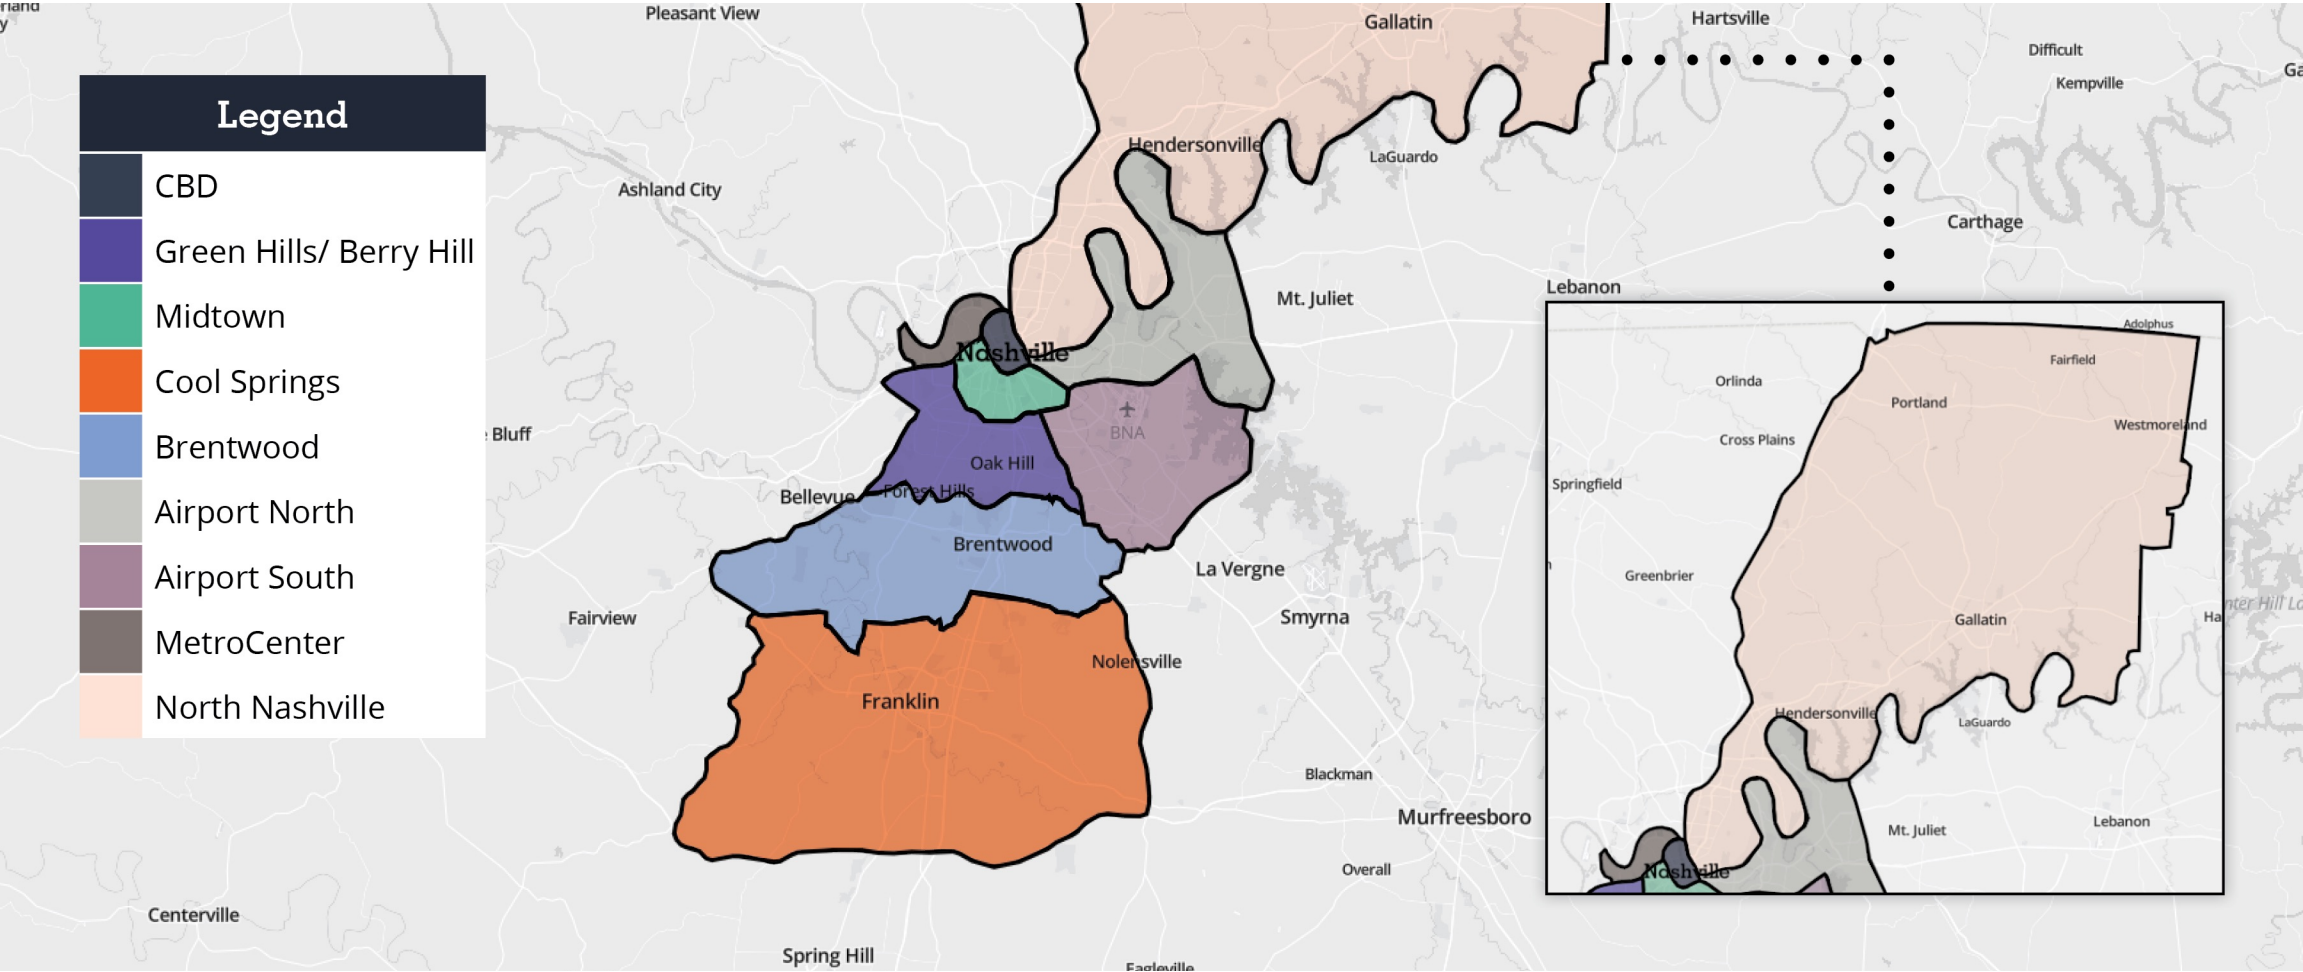 Pleasant View
Gallatin
Hartsville
Difficult
Kempville
Legend
CBD
Green Hills/ Berry Hill
Midtown
Cool Springs
Brentwood
Airport North
Airport South
MetroCenter
North Nashville
Ashland City
Hendersonville
LaGuardo
Carthage
Lebanon
Mt. Juliet
Nashville
BNA
Bluff
Oak Hill
Forest Hills
Bellevue
Brentwood
La Vergne
Fairview
Smyrna
Nolensville
Franklin
Blackman
Murfreesboro
Overall
Centerville
Spring Hill
Eagleville
Adolphus
Fairfield
Orlinda
Portland
Westmoreland
Cross Plains
Springfield
Greenbrier
Gallatin
Hendersonville
LaGuardo
Mt. Juliet
Lebanon
Nashville